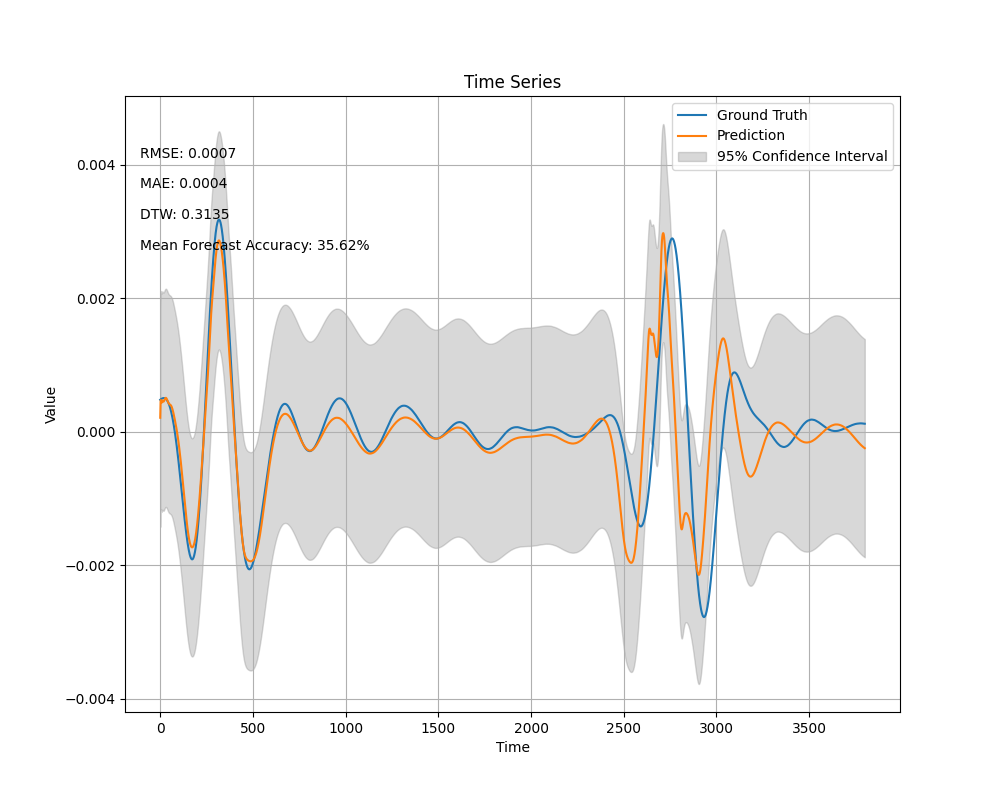 Time Series
Ground Truth
Prediction
95% Confidence Interval
RMSE: 0.0007
MAE: 0.0004
DTW: 0.3135
Mean Forecast Accuracy: 35.62%
Value
0.004
0.002
0.000
−0.002
−0.004
0 500 1000 1500 2000 2500 3000 3500
Time